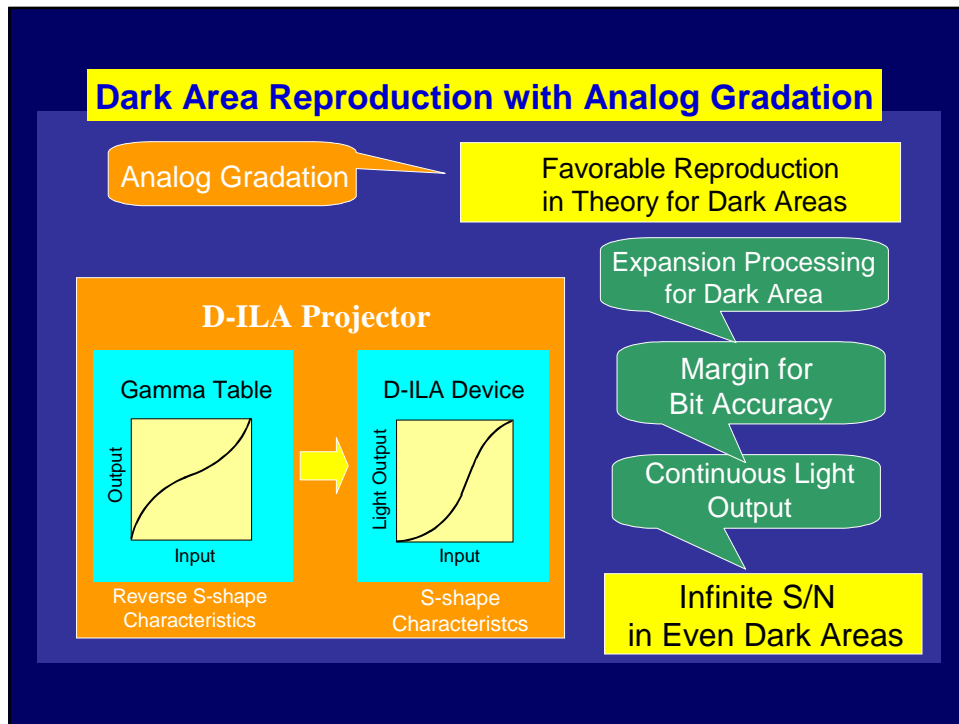 Dark Area Reproduction with Analog Gradation
Analog Gradation
Favorable Reproduction
in Theory for Dark Areas
Expansion Processing
for Dark Area
Margin for
Bit Accuracy
Continuous Light
Output
Infinite S/N
in Even Dark Areas
D-ILA Projector
Gamma Table
Output
Input
Reverse S-shape
Characteristics
D-ILA Device
Light Output
Input
S-shape
Characteristcs